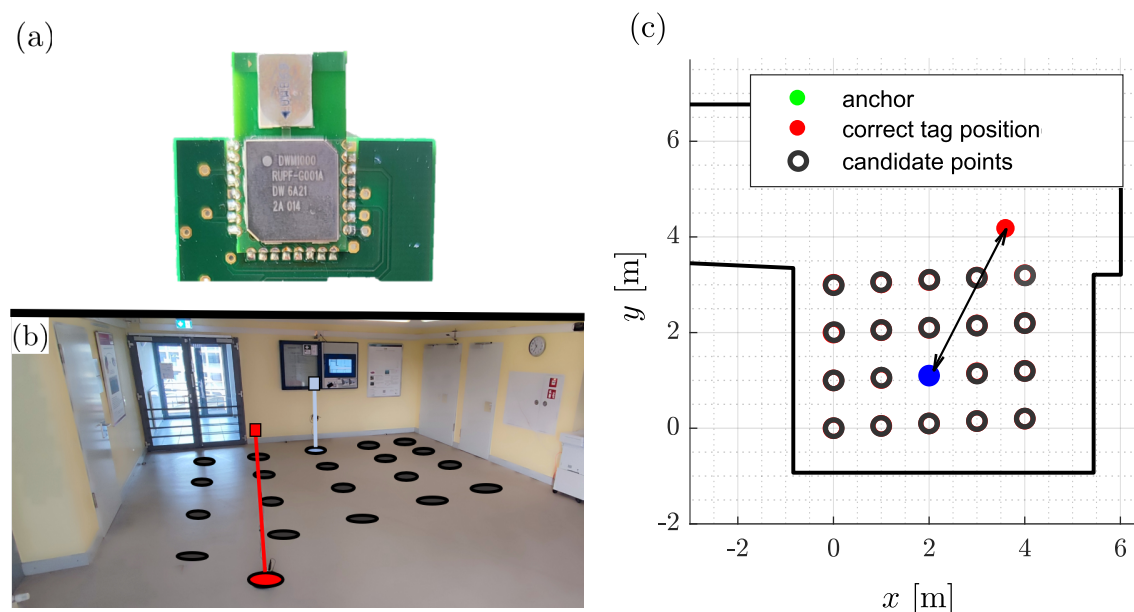 (a)
DWM1000
RUPF-G001A
DW 6A21
2A 014
(b)
(c)
anchor
correct tag position
candidate points
6
4
2
0
-2
y [m]
-2
0
2
4
6
x [m]